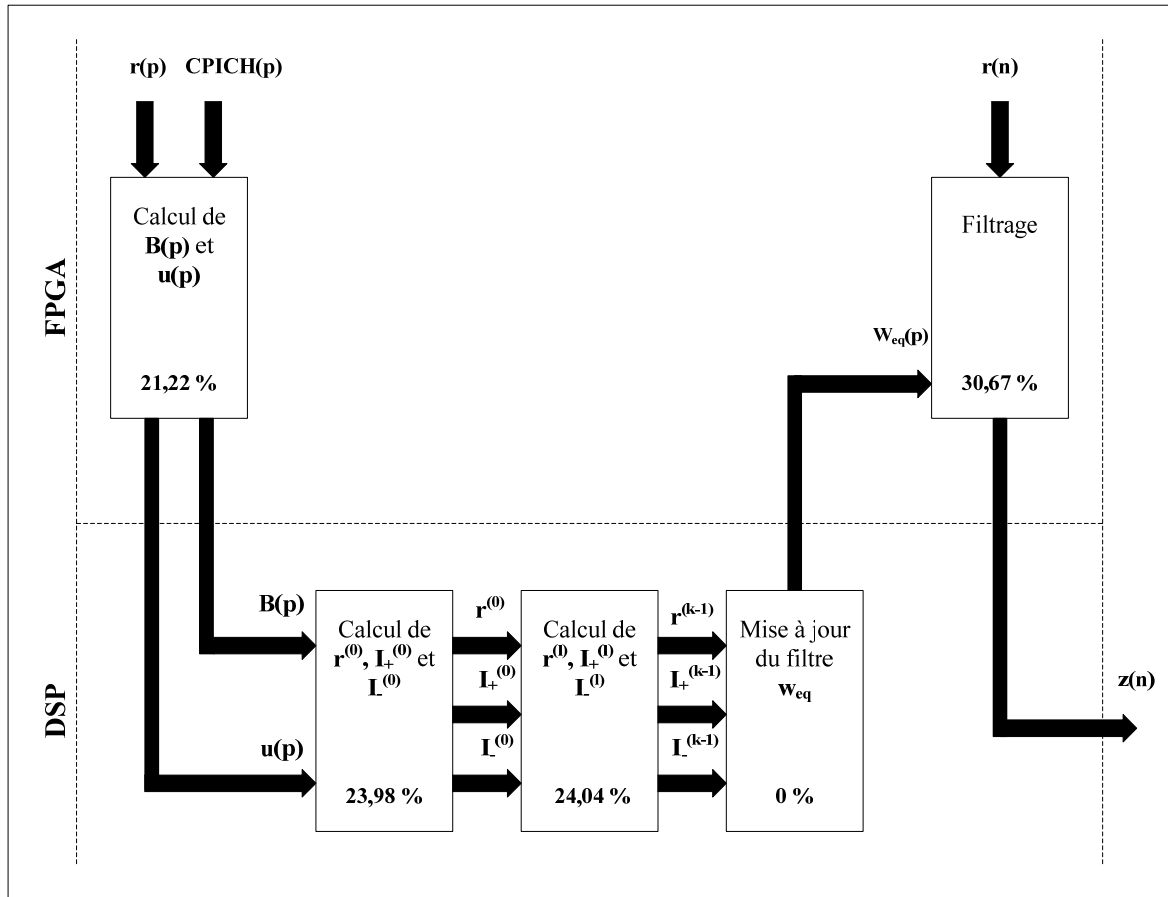 r(p)
CPICH(p)
r(n)
Calcul de
B(p) et
u(p)
21,22 %
Filtrage
30,67 %
W_eq(p)
FPGA
DSP
B(p)
u(p)
Calcul de
r^(0), I_+^(0) et
I_-^(0)
23,98 %
r^(0)
I_+^(0)
I_-^(0)
Calcul de
r^(l), I_+^(l) et
I_-^(l)
24,04 %
r^(k-1)
I_+^(k-1)
I_-^(k-1)
Mise à jour
du filtre
w_eq
0 %
z(n)